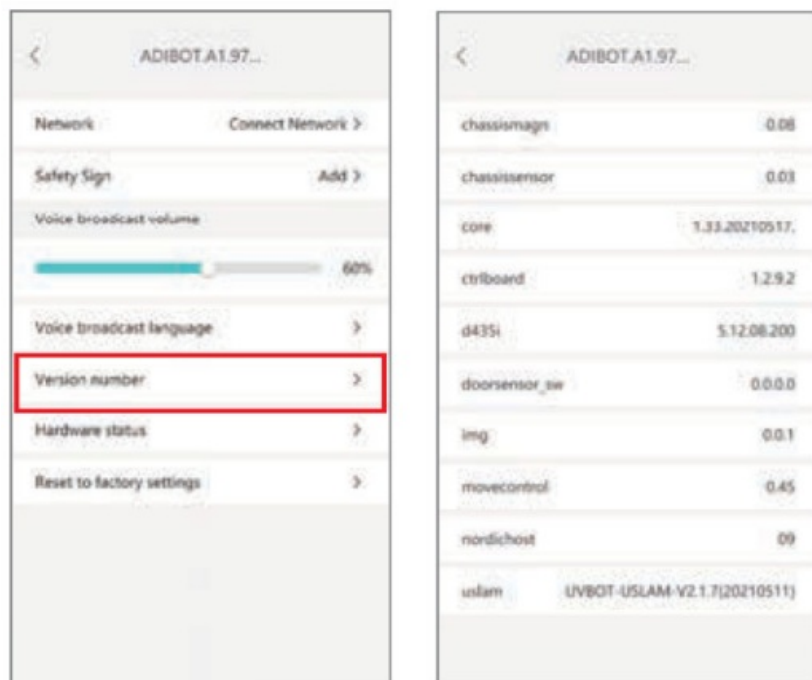 ADIBOT.A1.97...
Network Connect Network >
Safety Sign Add >
Voice broadcast volume
60%
Voice broadcast language >
Version number >
Hardware status >
Reset to factory settings >
ADIBOT.A1.97...
chassismagn 0.08
chassissensor 0.03
core 1.33.20210517.
ctrlboard 1.2.9.2
d435i 5.12.08.200
doorsensor_sw 0.0.0.0
img 0.0.1
movecontrol 0.45
nordichost 09
uslam UVBOT-USLAM-V2.1.7(20210511)